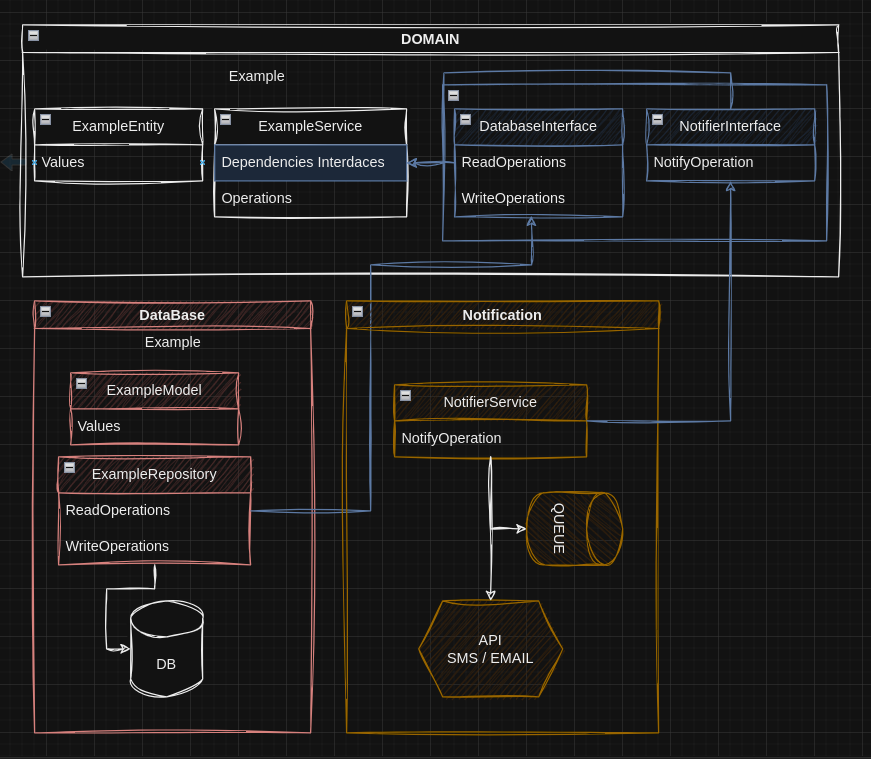 DOMAIN
Example
ExampleEntity
Values
ExampleService
Dependencies Interdaces
Operations
DatabaseInterface
ReadOperations
WriteOperations
NotifierInterface
NotifyOperation
DataBase
Example
ExampleModel
Values
ExampleRepository
ReadOperations
WriteOperations
DB
Notification
NotifierService
NotifyOperation
QUEUE
API
SMS / EMAIL